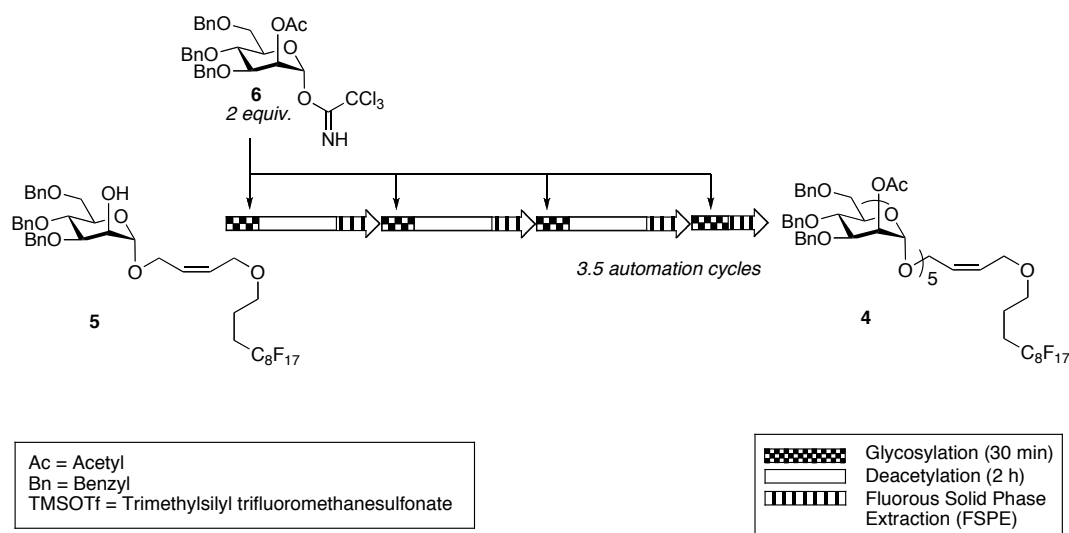 BnO OAc
BnO O
BnO
6
2 equiv.
O CCl3
NH
BnO OH
BnO O
BnO
O O
C8F17
5
3.5 automation cycles
BnO OAc
BnO O
BnO
O 5 O
C8F17
4
Ac = Acetyl
Bn = Benzyl
TMSOTf = Trimethylsilyl trifluoromethanesulfonate
Glycosylation (30 min)
Deacetylation (2 h)
Fluorous Solid Phase
Extraction (FSPE)